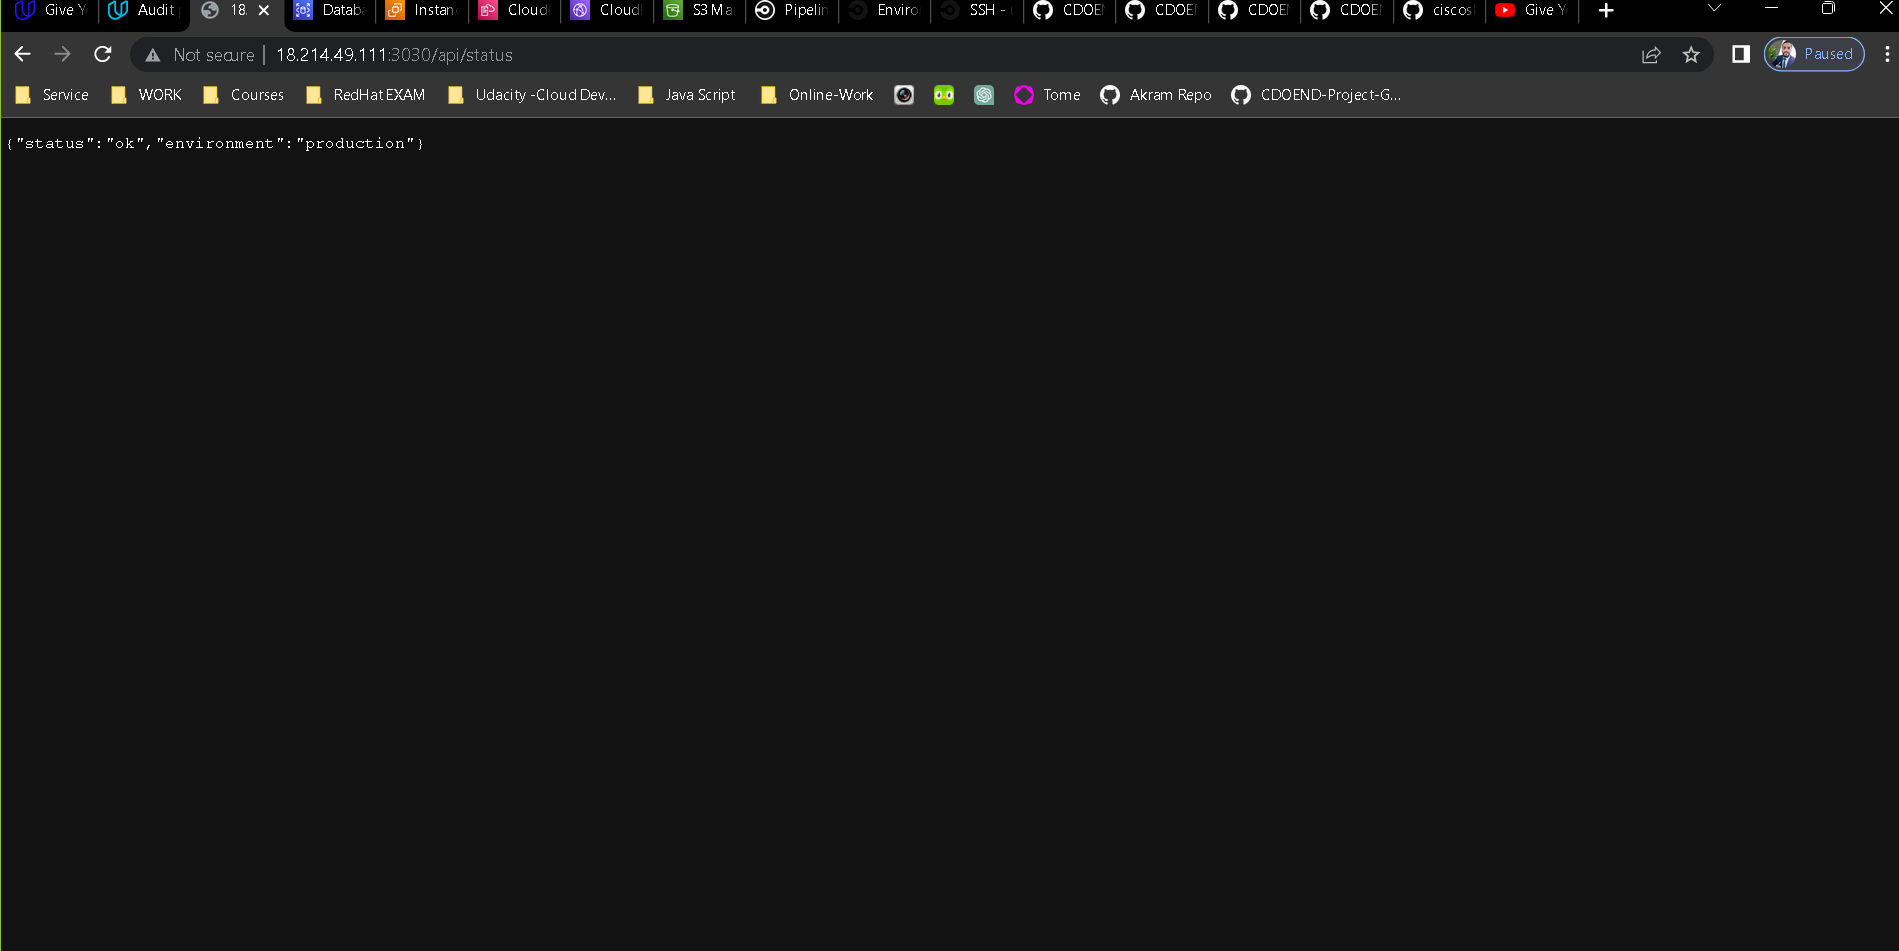 Give Y Audit 18. Databa Instan Cloud Cloud S3 Ma Pipelin Enviro SSH - CDOE CDOE CDOE CDOE cisco Give Y
Not secure 18.214.49.111:3030/api/status Paused
Service WORK Courses RedHat EXAM Udacity -Cloud Dev... Java Script Online-Work Tome Akram Repo CDOEND-Project-G...
{"status":"ok","environment":"production"}